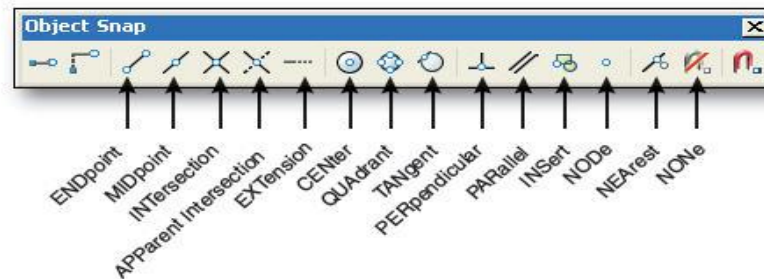 Object Snap
ENDpoint
MIDpoint
INTersection
APParent Intersection
EXTension
CENter
QUAdrant
TANgent
PERpendicular
PARallel
INSert
NODe
NEArest
NONe